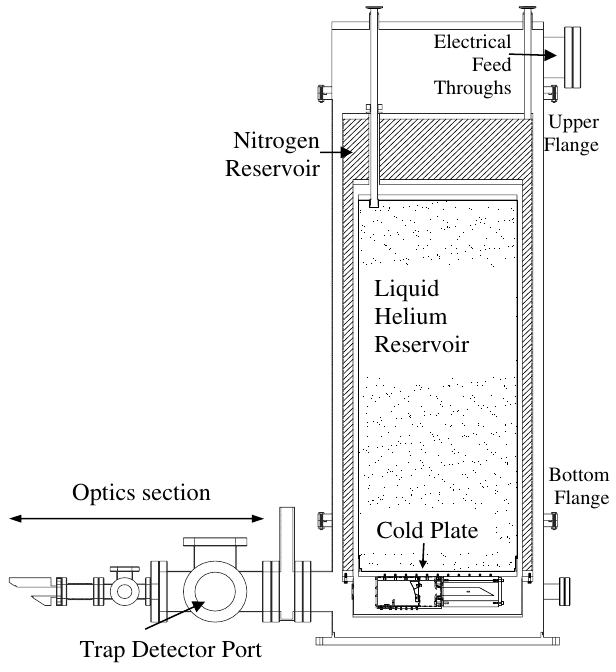 Electrical
Feed
Throughs
Upper
Flange
Nitrogen
Reservoir
Liquid
Helium
Reservoir
Bottom
Flange
Optics section
Cold Plate
Trap Detector Port